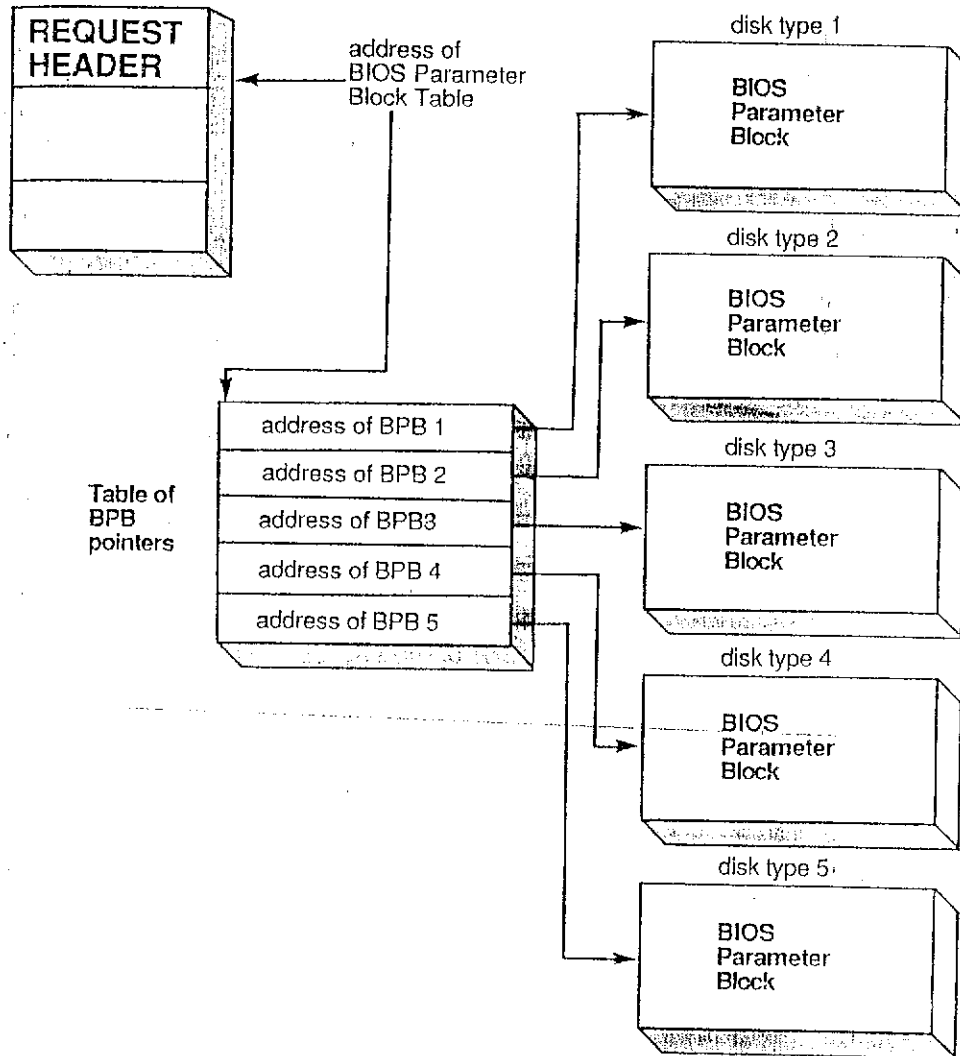 REQUEST
HEADER
address of
BIOS Parameter
Block Table
disk type 1
BIOS
Parameter
Block
disk type 2
BIOS
Parameter
Block
disk type 3
BIOS
Parameter
Block
disk type 4
BIOS
Parameter
Block
disk type 5
BIOS
Parameter
Block
Table of
BPB
pointers
address of BPB 1
address of BPB 2
address of BPB3
address of BPB 4
address of BPB 5